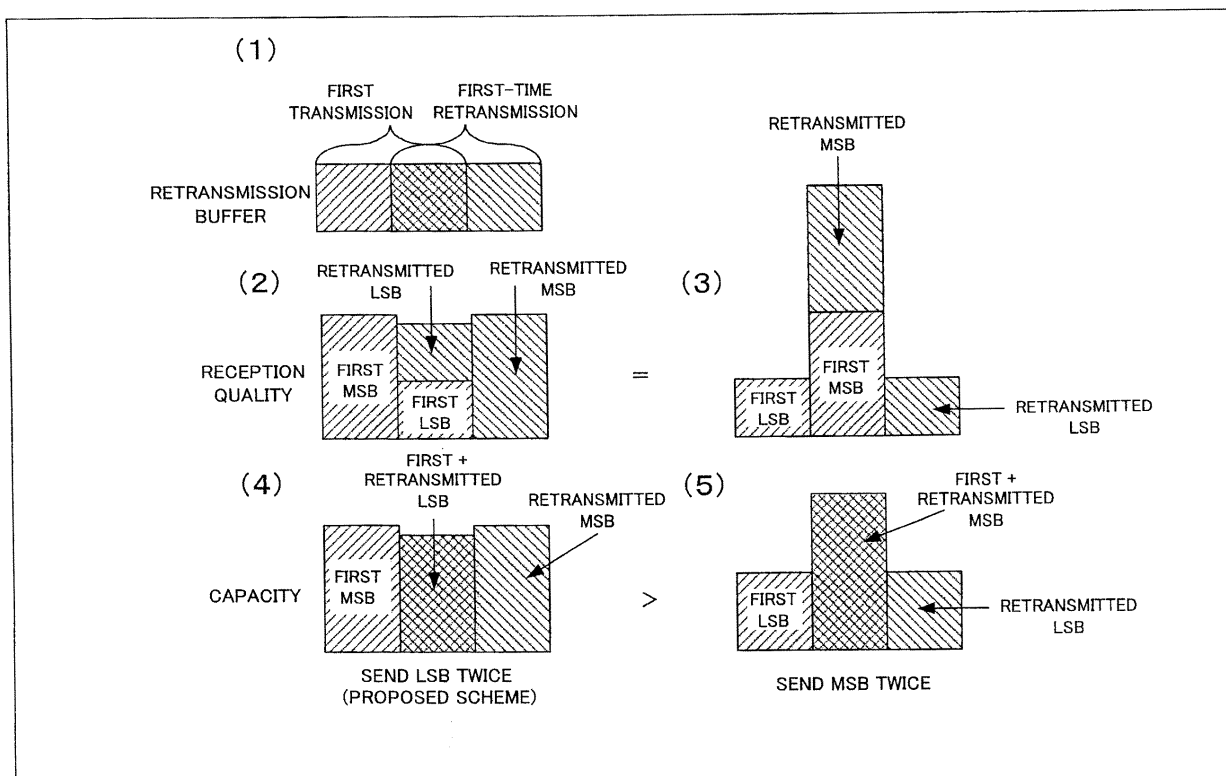 (1)
FIRST
TRANSMISSION
FIRST-TIME
RETRANSMISSION
RETRANSMISSION
BUFFER
(2)
RETRANSMITTED
LSB
RETRANSMITTED
MSB
RECEPTION
QUALITY
FIRST
MSB
FIRST
LSB
=
(3)
RETRANSMITTED
MSB
FIRST
LSB
FIRST
MSB
RETRANSMITTED
LSB
(4)
FIRST +
RETRANSMITTED
LSB
RETRANSMITTED
MSB
CAPACITY
FIRST
MSB
SEND LSB TWICE
(PROPOSED SCHEME)
>
(5)
FIRST +
RETRANSMITTED
MSB
FIRST
LSB
RETRANSMITTED
LSB
SEND MSB TWICE